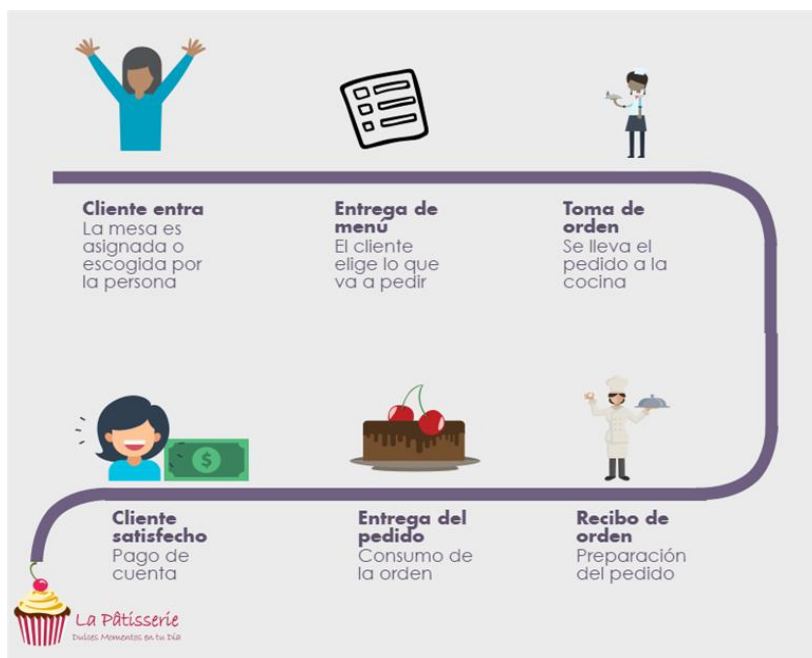 Cliente entra
La mesa es
asignada o
escogida por
la persona
Entrega de
menú
El cliente
elige lo que
va a pedir
Toma de
orden
Se lleva el
pedido a la
cocina
Recibo de
orden
Preparación
del pedido
Entrega del
pedido
Consumo de
la orden
Cliente
satisfecho
Pago de
cuenta
$
La Pâtisserie
Dulces Momentos en tu Día